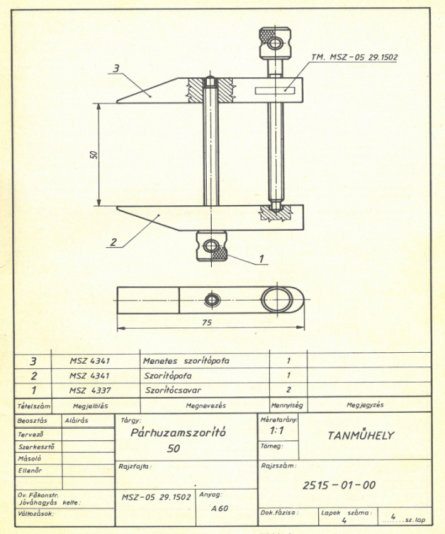 3
TM. MSZ-05 29.1502
50
2
1
75
3 MSZ 4341 Menetes szorítópofa 1
2 MSZ 4341 Szorítópofa 1
1 MSZ 4337 Szorítócsavar 2
Tételszám Megjelölés Megnevezés Mennyiség Megjegyzés
Beosztás Aláírás Tárgy: Méretarány:
Tervező Párhuzamszorító 1:1 TANMŰHELY
Szerkesztő 50 Tömeg:
Másoló
Ellenőr Rajzfajta: Rajzszám:
2515-01-00
Öv. Főkonstr. MSZ-05 29.1502 Anyag:
Jóváhagyás kelte: A60
Változások: Dok. fázisa: Lapok száma: 4 4 ...sz. lap